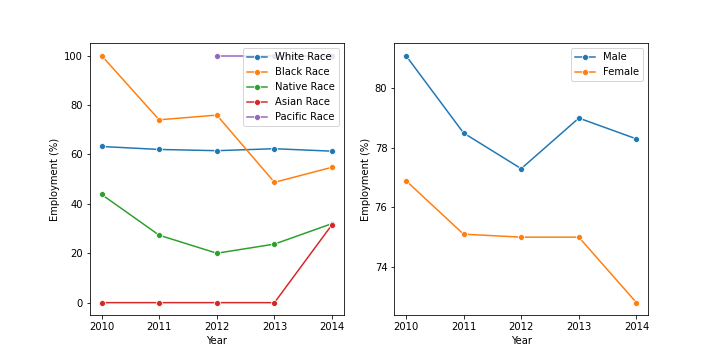 100
80
60
40
20
0
Employment (%)
2010 2011 2012 2013 2014
Year
White Race
Black Race
Native Race
Asian Race
Pacific Race
80
78
76
74
Employment (%)
2010 2011 2012 2013 2014
Year
Male
Female